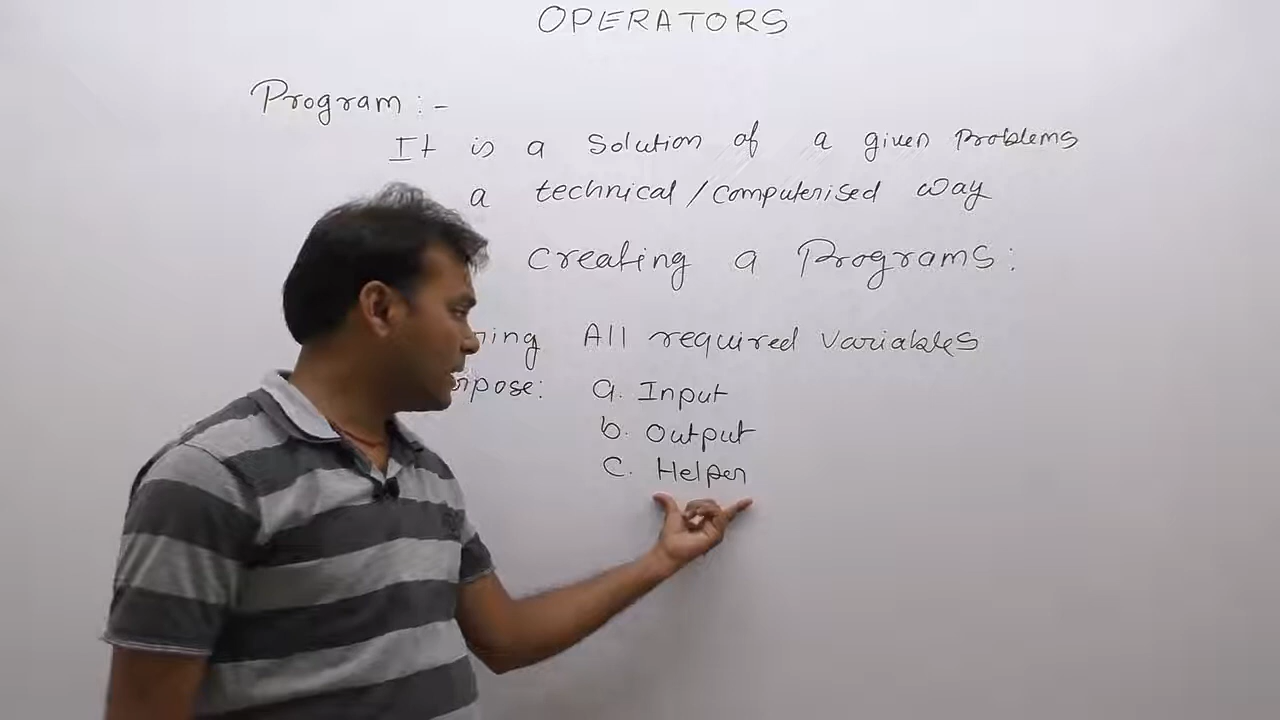 OPERATORS
Program :-
It is a Solution of a given Problems
a technical/computerised way
creating a Programs:
ring All required Variables
rpose: a. Input
b. Output
C. Helper